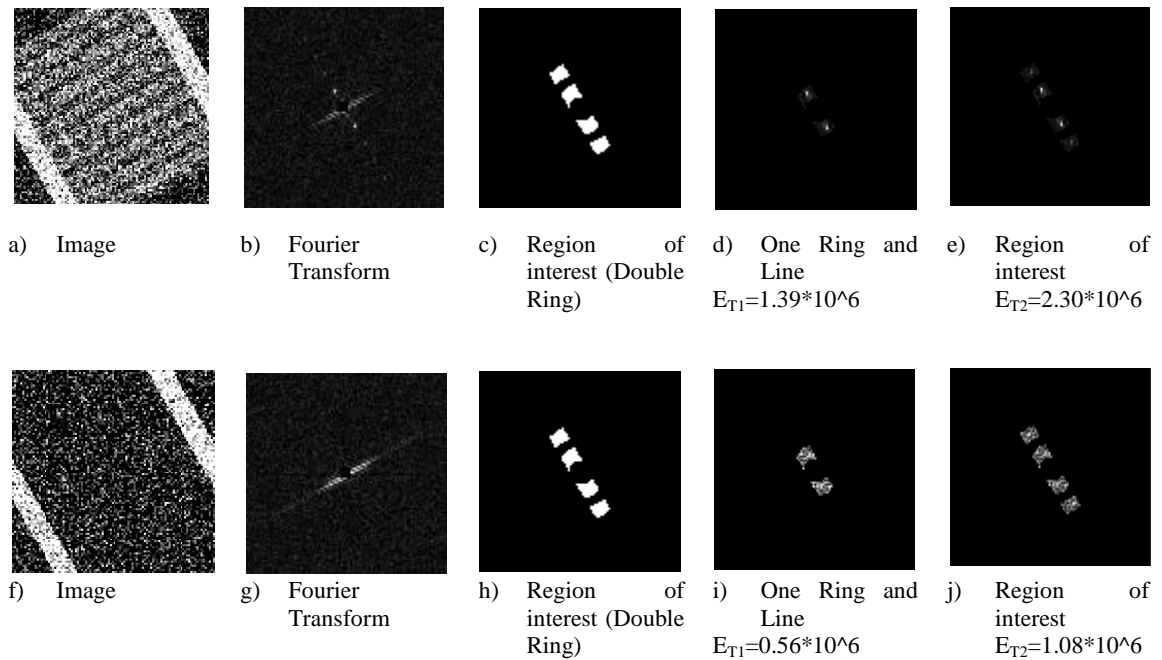 a) Image
b) Fourier
Transform
c) Region of
interest (Double
Ring)
d) One Ring and
Line
E_T1=1.39*10^6
e) Region of
interest
E_T2=2.30*10^6
f) Image
g) Fourier
Transform
h) Region of
interest (Double
Ring)
i) One Ring and
Line
E_T1=0.56*10^6
j) Region of
interest
E_T2=1.08*10^6